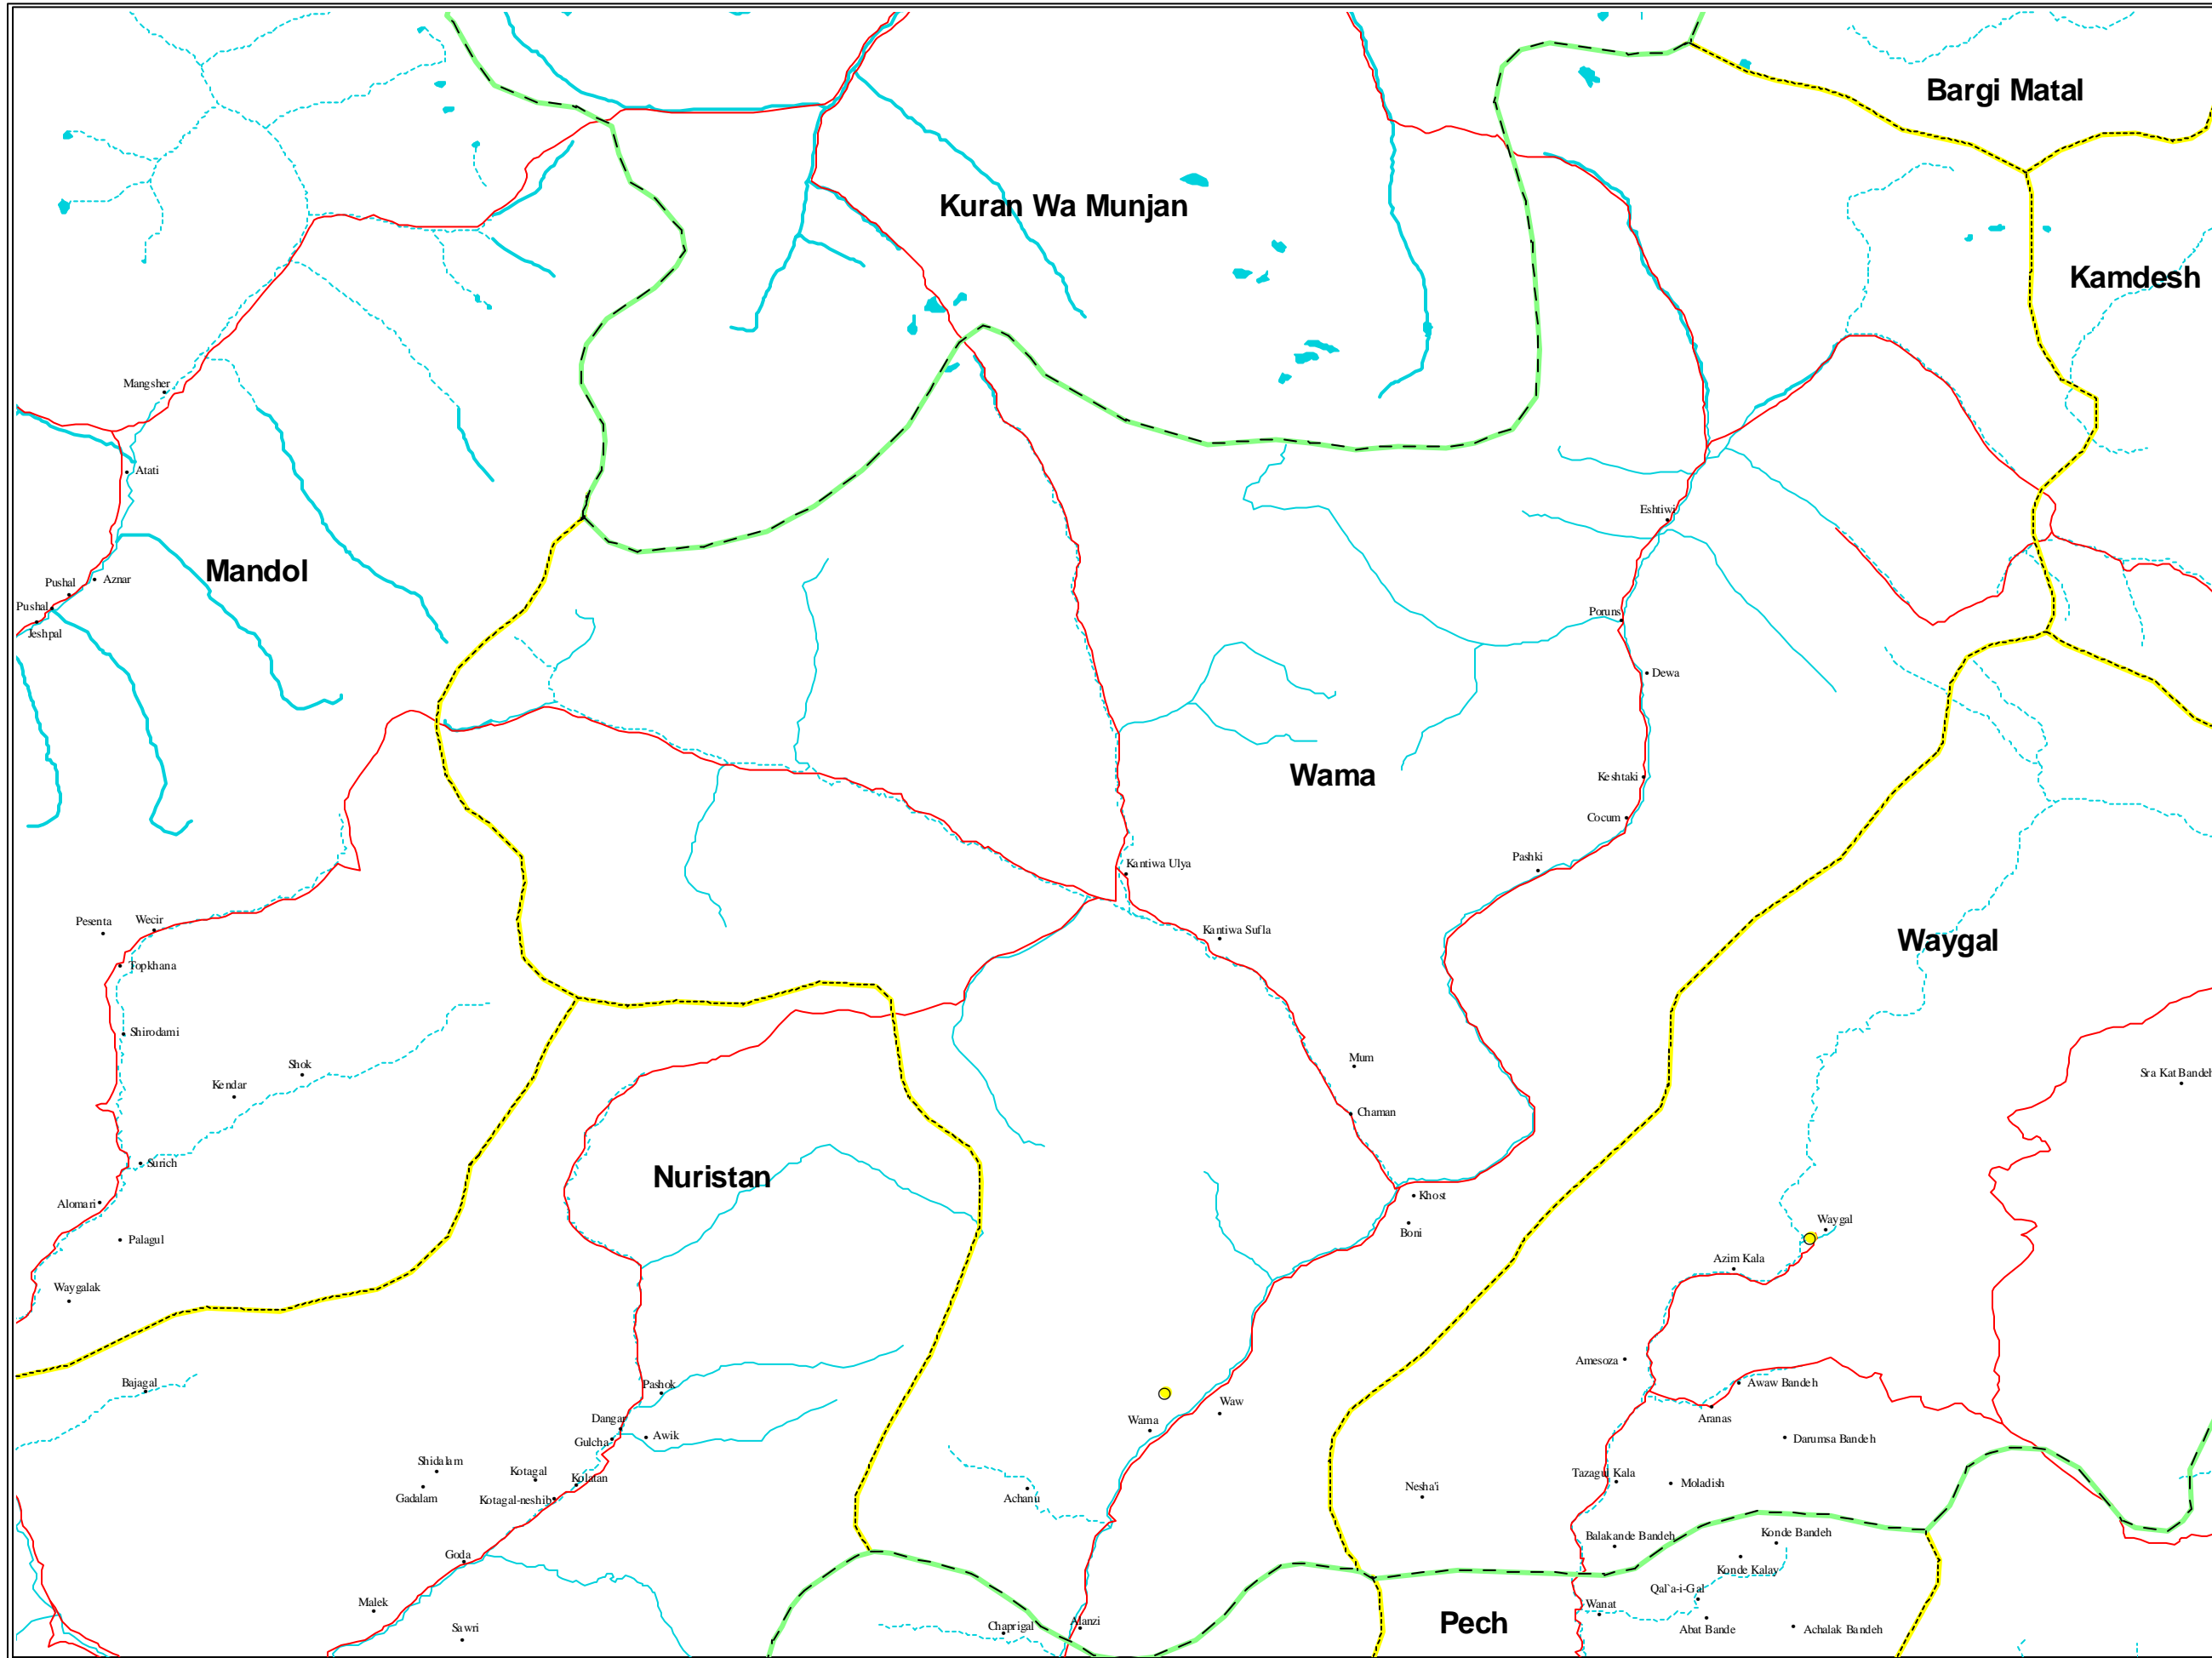 Bargi Matal
Kuran Wa Munjan
Kamdesh
Mangsher
Atati
Eshtiwi
Mandol
Pushal
Aznar
Pushal
Jeshpal
Poruns
Dewa
Wama
Keshtaki
Cocum
Pashki
Kantiwa Ulya
Pesenta
Wecir
Kantiwa Sufla
Waygal
Topkhana
Shirodami
Mum
Shok
Sra Kat Bandeh
Kendar
Chaman
Surich
Nuristan
Khost
Alomari
Boni
Waygal
Palagul
Azim Kala
Waygalak
Amesoza
Bajagal
Pashok
Awaw Bandeh
Waw
Aranas
Dangar
Wama
Gulcha
Awik
Darumsa Bandeh
Shidalam
Kotagal
Kolatan
Tazagul Kala
Moladish
Gadalam
Kotagal-neshib
Achanu
Nesha'i
Balakande Bandeh
Konde Bandeh
Goda
Konde Kalay
Qal`a-i-Gal
Malek
Wanat
Sawri
Chaprigal
Alanzi
Pech
Abat Bande
Achalak Bandeh